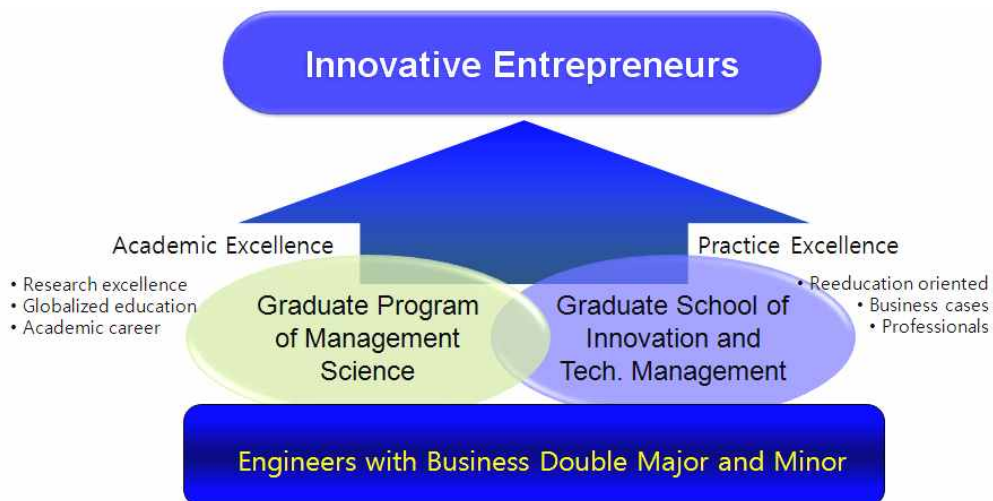 Innovative Entrepreneurs
Academic Excellence
• Research excellence
• Globalized education
• Academic career
Practice Excellence
• Reeducation oriented
• Business cases
• Professionals
Graduate Program
of Management
Science
Graduate School of
Innovation and
Tech. Management
Engineers with Business Double Major and Minor